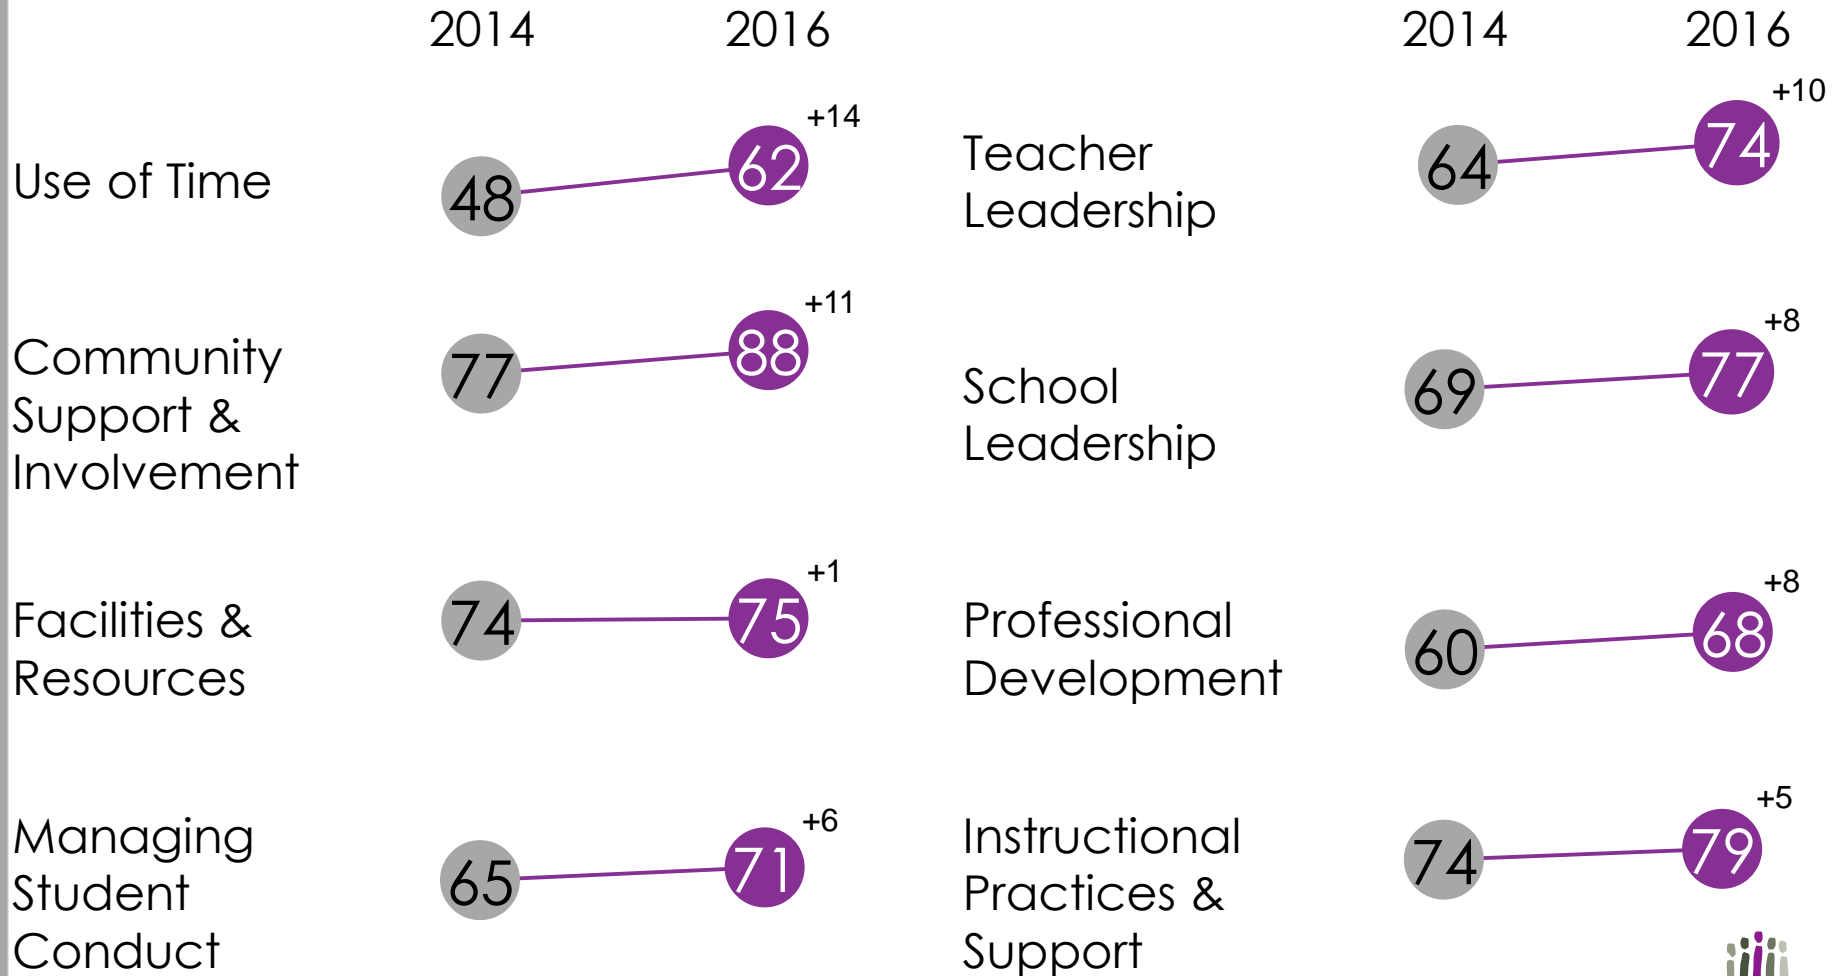 2014 2016
+14
Use of Time 48 62
+11
Community
Support &
Involvement
77 88
+1
Facilities &
Resources
74 75
+6
Managing
Student
Conduct
65 71
2014 2016
+10
Teacher
Leadership
64 74
+8
School
Leadership
69 77
+8
Professional
Development
60 68
+5
Instructional
Practices &
Support
74 79